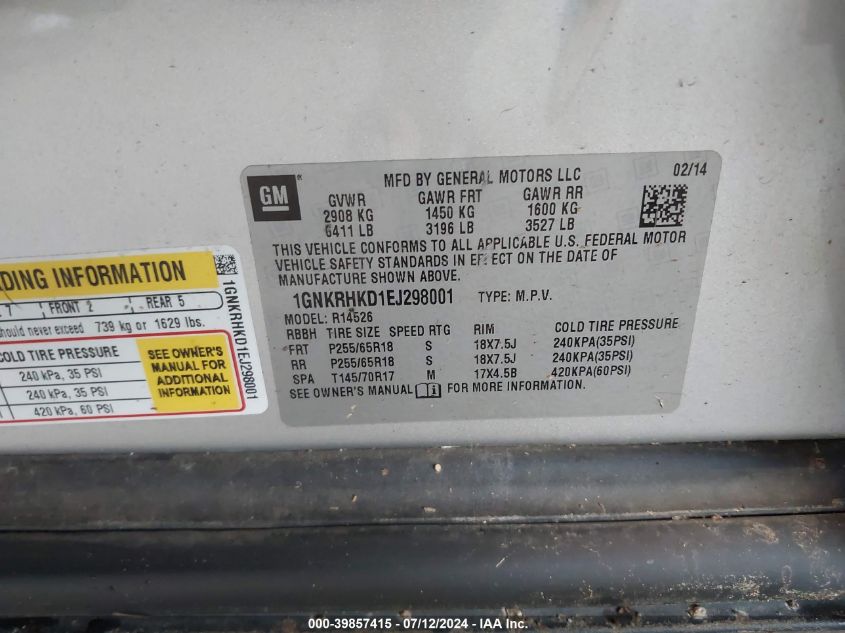 GM
MFD BY GENERAL MOTORS LLC
02/14
GVWR GAWR FRT GAWR RR
2908 KG 1450 KG 1600 KG
6411 LB 3196 LB 3527 LB
THIS VEHICLE CONFORMS TO ALL APPLICABLE U.S. FEDERAL MOTOR
VEHICLE SAFETY STANDARDS IN EFFECT ON THE DATE OF
MANUFACTURE SHOWN ABOVE.
1GNKRHKD1EJ298001 TYPE: M.P.V.
MODEL: R14526
RBBH TIRE SIZE SPEED RTG RIM COLD TIRE PRESSURE
FRT P255/65R18 S 18X7.5J 240KPA(35PSI)
RR P255/65R18 S 18X7.5J 240KPA(35PSI)
SPA T145/70R17 M 17X4.5B 420KPA(60PSI)
SEE OWNER'S MANUAL FOR MORE INFORMATION.
ADING INFORMATION
7 FRONT 2 REAR 5
should never exceed 739 kg or 1629 lbs.
COLD TIRE PRESSURE
240 kPa, 35 PSI
240 kPa, 35 PSI
420 kPa, 60 PSI
SEE OWNER'S
MANUAL FOR
ADDITIONAL
INFORMATION
1GNKRHKD1EJ298001
000-39857415 - 07/12/2024 - IAA Inc.